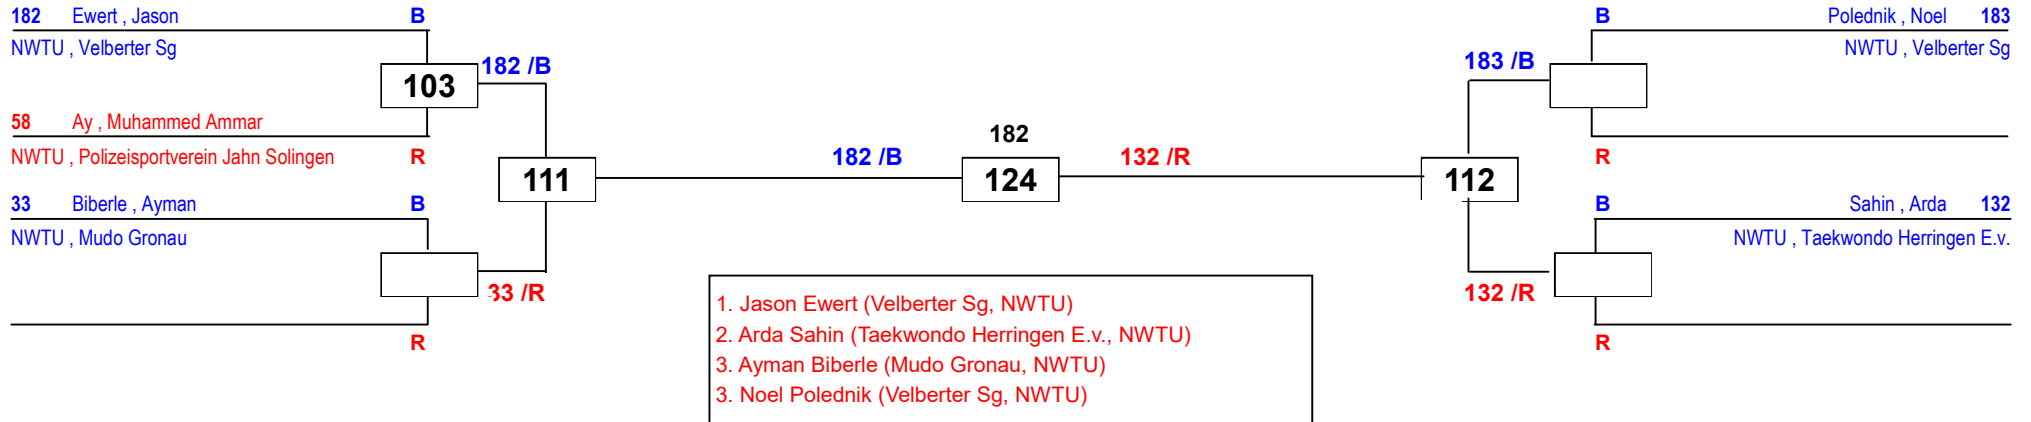 182 Ewert , Jason B
NWTU , Velberter Sg
182 /B
103
58 Ay , Muhammed Ammar
NWTU , Polizeisportverein Jahn Solingen R
111
33 Biberle , Ayman B
NWTU , Mudo Gronau
33 /R
R
182 /B
182
124
132 /R
B Polednik , Noel 183
NWTU , Velberter Sg
183 /B
R
112
B Sahin , Arda 132
NWTU , Taekwondo Herringen E.v.
132 /R
R
1. Jason Ewert (Velberter Sg, NWTU)
2. Arda Sahin (Taekwondo Herringen E.v., NWTU)
3. Ayman Biberle (Mudo Gronau, NWTU)
3. Noel Polednik (Velberter Sg, NWTU)